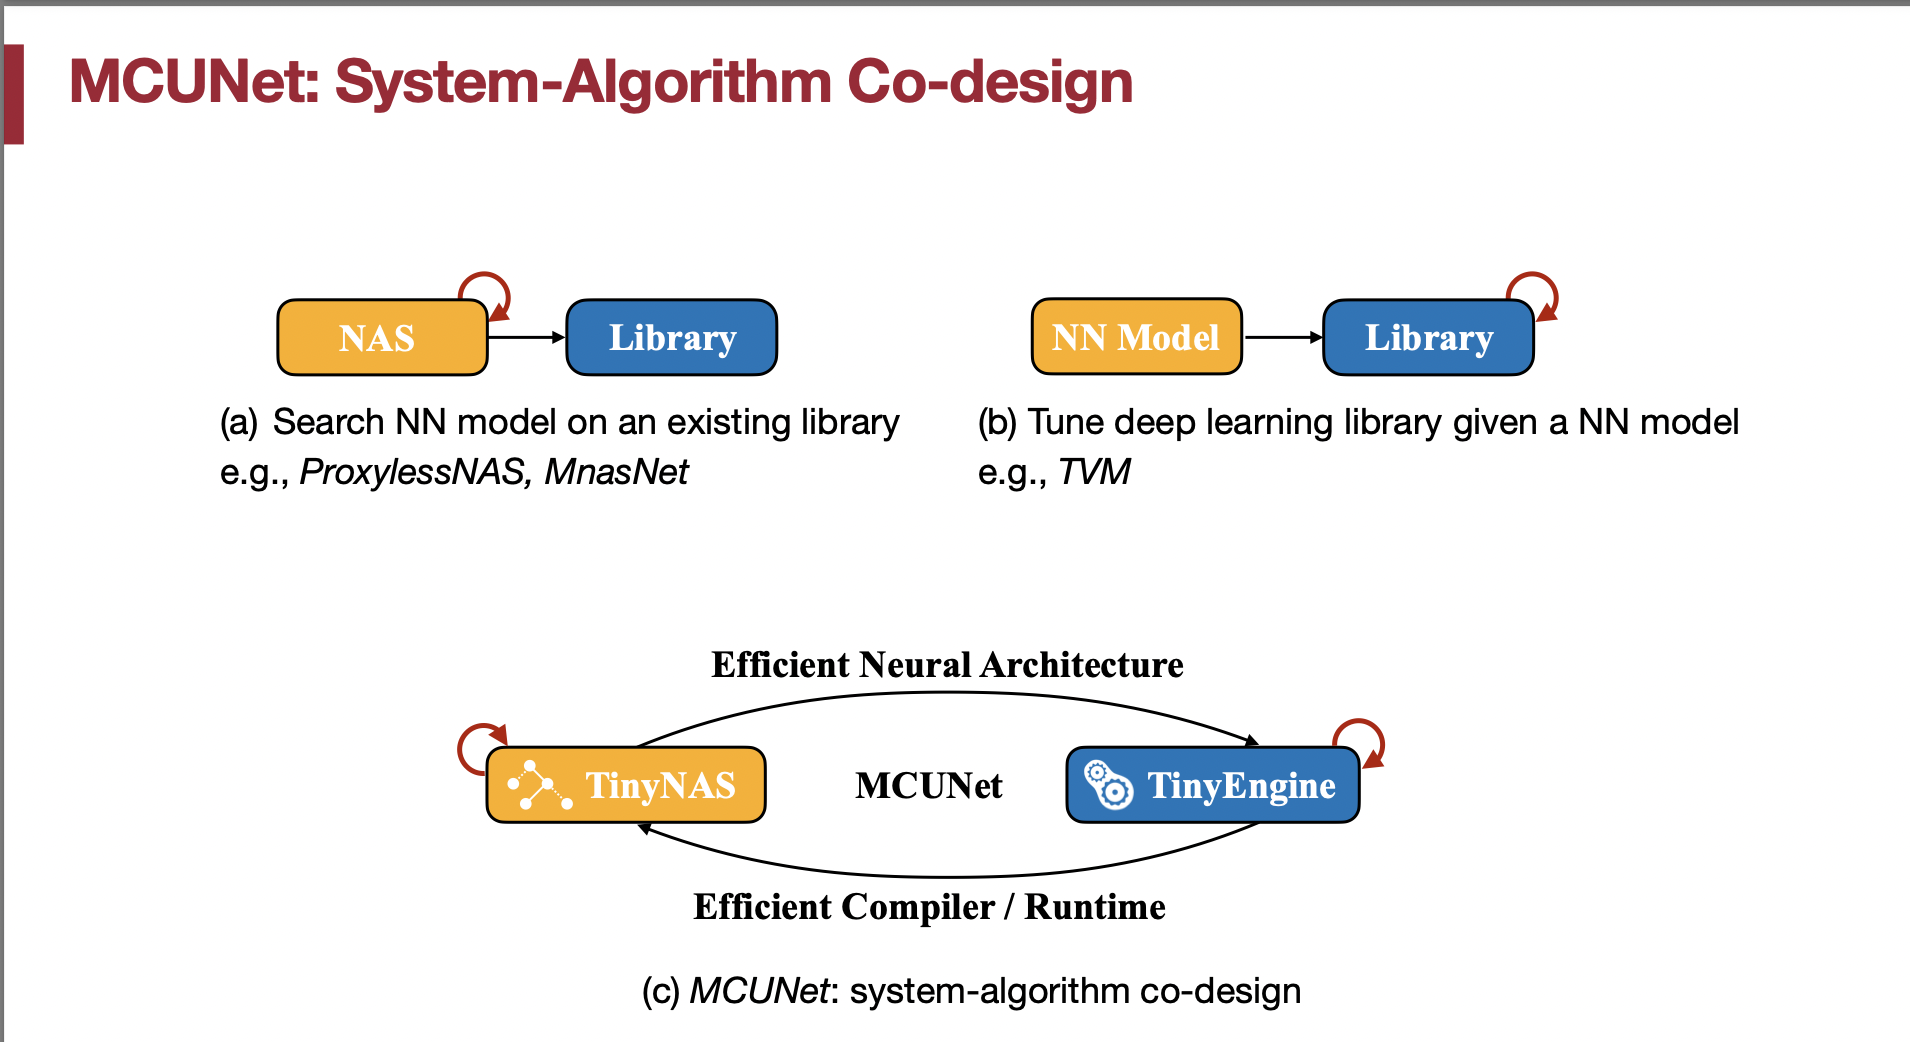 MCUNet: System-Algorithm Co-design
NAS
Library
(a) Search NN model on an existing library
e.g., ProxylessNAS, MnasNet
NN Model
Library
(b) Tune deep learning library given a NN model
e.g., TVM
Efficient Neural Architecture
TinyNAS
MCUNet
TinyEngine
Efficient Compiler / Runtime
(c) MCUNet: system-algorithm co-design